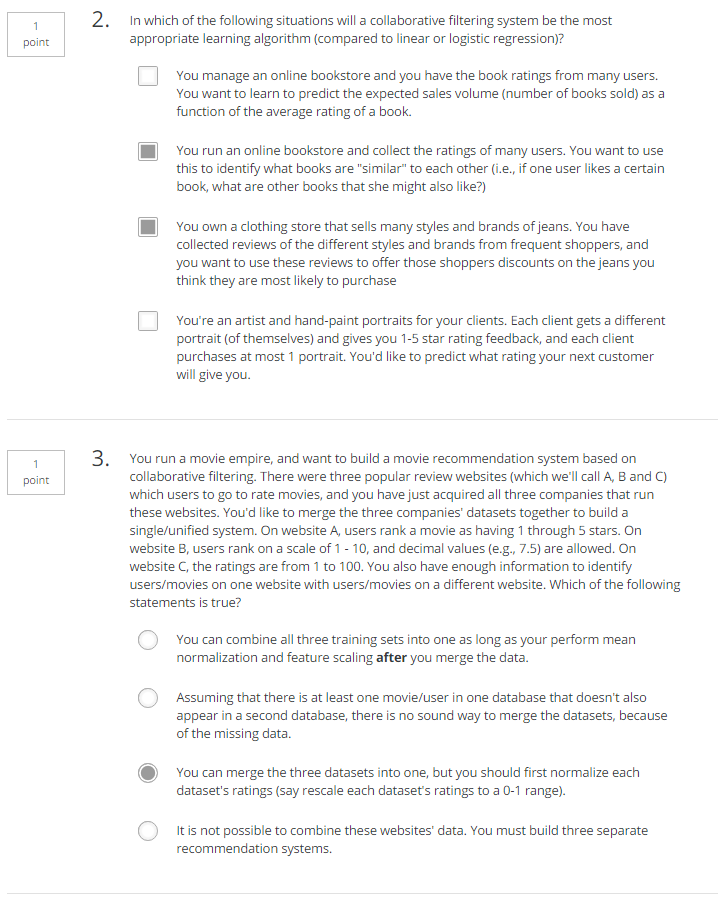 1
point
2.
In which of the following situations will a collaborative filtering system be the most
appropriate learning algorithm (compared to linear or logistic regression)?
You manage an online bookstore and you have the book ratings from many users.
You want to learn to predict the expected sales volume (number of books sold) as a
function of the average rating of a book.
You run an online bookstore and collect the ratings of many users. You want to use
this to identify what books are "similar" to each other (i.e., if one user likes a certain
book, what are other books that she might also like?)
You own a clothing store that sells many styles and brands of jeans. You have
collected reviews of the different styles and brands from frequent shoppers, and
you want to use these reviews to offer those shoppers discounts on the jeans you
think they are most likely to purchase
You're an artist and hand-paint portraits for your clients. Each client gets a different
portrait (of themselves) and gives you 1-5 star rating feedback, and each client
purchases at most 1 portrait. You'd like to predict what rating your next customer
will give you.
1
point
3.
You run a movie empire, and want to build a movie recommendation system based on
collaborative filtering. There were three popular review websites (which we'll call A, B and C)
which users to go to rate movies, and you have just acquired all three companies that run
these websites. You'd like to merge the three companies' datasets together to build a
single/unified system. On website A, users rank a movie as having 1 through 5 stars. On
website B, users rank on a scale of 1 - 10, and decimal values (e.g., 7.5) are allowed. On
website C, the ratings are from 1 to 100. You also have enough information to identify
users/movies on one website with users/movies on a different website. Which of the following
statements is true?
You can combine all three training sets into one as long as your perform mean
normalization and feature scaling after you merge the data.
Assuming that there is at least one movie/user in one database that doesn't also
appear in a second database, there is no sound way to merge the datasets, because
of the missing data.
You can merge the three datasets into one, but you should first normalize each
dataset's ratings (say rescale each dataset's ratings to a 0-1 range).
It is not possible to combine these websites' data. You must build three separate
recommendation systems.